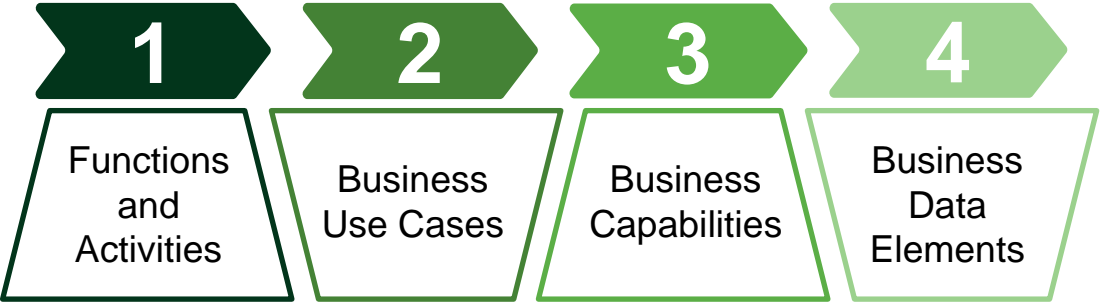 1
2
3
4
Functions
and
Activities
Business
Use Cases
Business
Capabilities
Business
Data
Elements